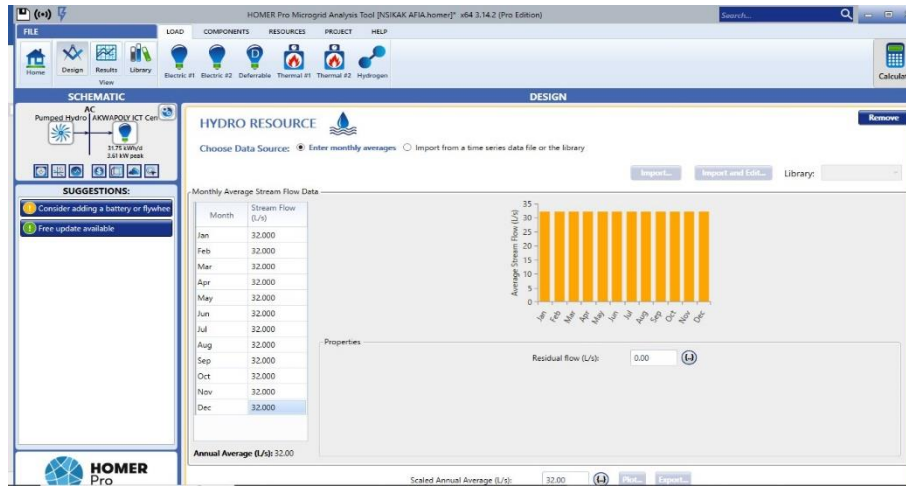 HOMER Pro Microgrid Analysis Tool [NSIKAK AFIA.homer]* x64 3.14.2 (Pro Edition)
Search...
FILE
LOAD COMPONENTS RESOURCES PROJECT HELP
Home Design Results Library Electric #1 Electric #2 Deferrable Thermal #1 Thermal #2 Hydrogen
View
Calculat
SCHEMATIC DESIGN
AC
Pumped Hydro AKWAPOLY ICT Cen
31.75 kWh/d
3.61 kW peak
SUGGESTIONS:
Consider adding a battery or flywhee
Free update available
HYDRO RESOURCE
Remove
Choose Data Source: Enter monthly averages Import from a time series data file or the library
Import... Import and Edit... Library:
Monthly Average Stream Flow Data
Month Stream Flow (L/s)
Jan 32.000
Feb 32.000
Mar 32.000
Apr 32.000
May 32.000
Jun 32.000
Jul 32.000
Aug 32.000
Sep 32.000
Oct 32.000
Nov 32.000
Dec 32.000
Annual Average (L/s): 32.00
Average Stream Flow (L/s)
35
30
25
20
15
10
5
0
Jan Feb Mar Apr May Jun Jul Aug Sep Oct Nov Dec
Properties
Residual flow (L/s): 0.00
Scaled Annual Average (L/s): 32.00 Plot... Export...
HOMER
Pro